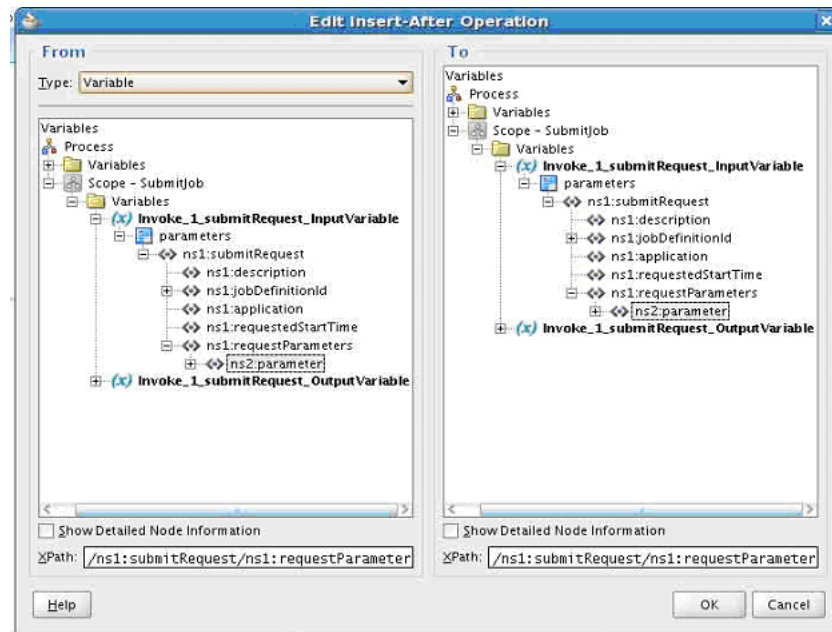 Edit Insert-After Operation
From
Type: Variable
Variables
Process
Variables
Scope - SubmitJob
Variables
(x) Invoke_1_submitRequest_InputVariable
parameters
ns1:submitRequest
ns1:description
ns1:jobDefinitionId
ns1:application
ns1:requestedStartTime
ns1:requestParameters
ns2:parameter
(x) Invoke_1_submitRequest_OutputVariable
Show Detailed Node Information
XPath: /ns1:submitRequest/ns1:requestParameter
To
Variables
Process
Variables
Scope - SubmitJob
Variables
(x) Invoke_1_submitRequest_InputVariable
parameters
ns1:submitRequest
ns1:description
ns1:jobDefinitionId
ns1:application
ns1:requestedStartTime
ns1:requestParameters
ns2:parameter
(x) Invoke_1_submitRequest_OutputVariable
Show Detailed Node Information
XPath: /ns1:submitRequest/ns1:requestParameter
Help
OK
Cancel